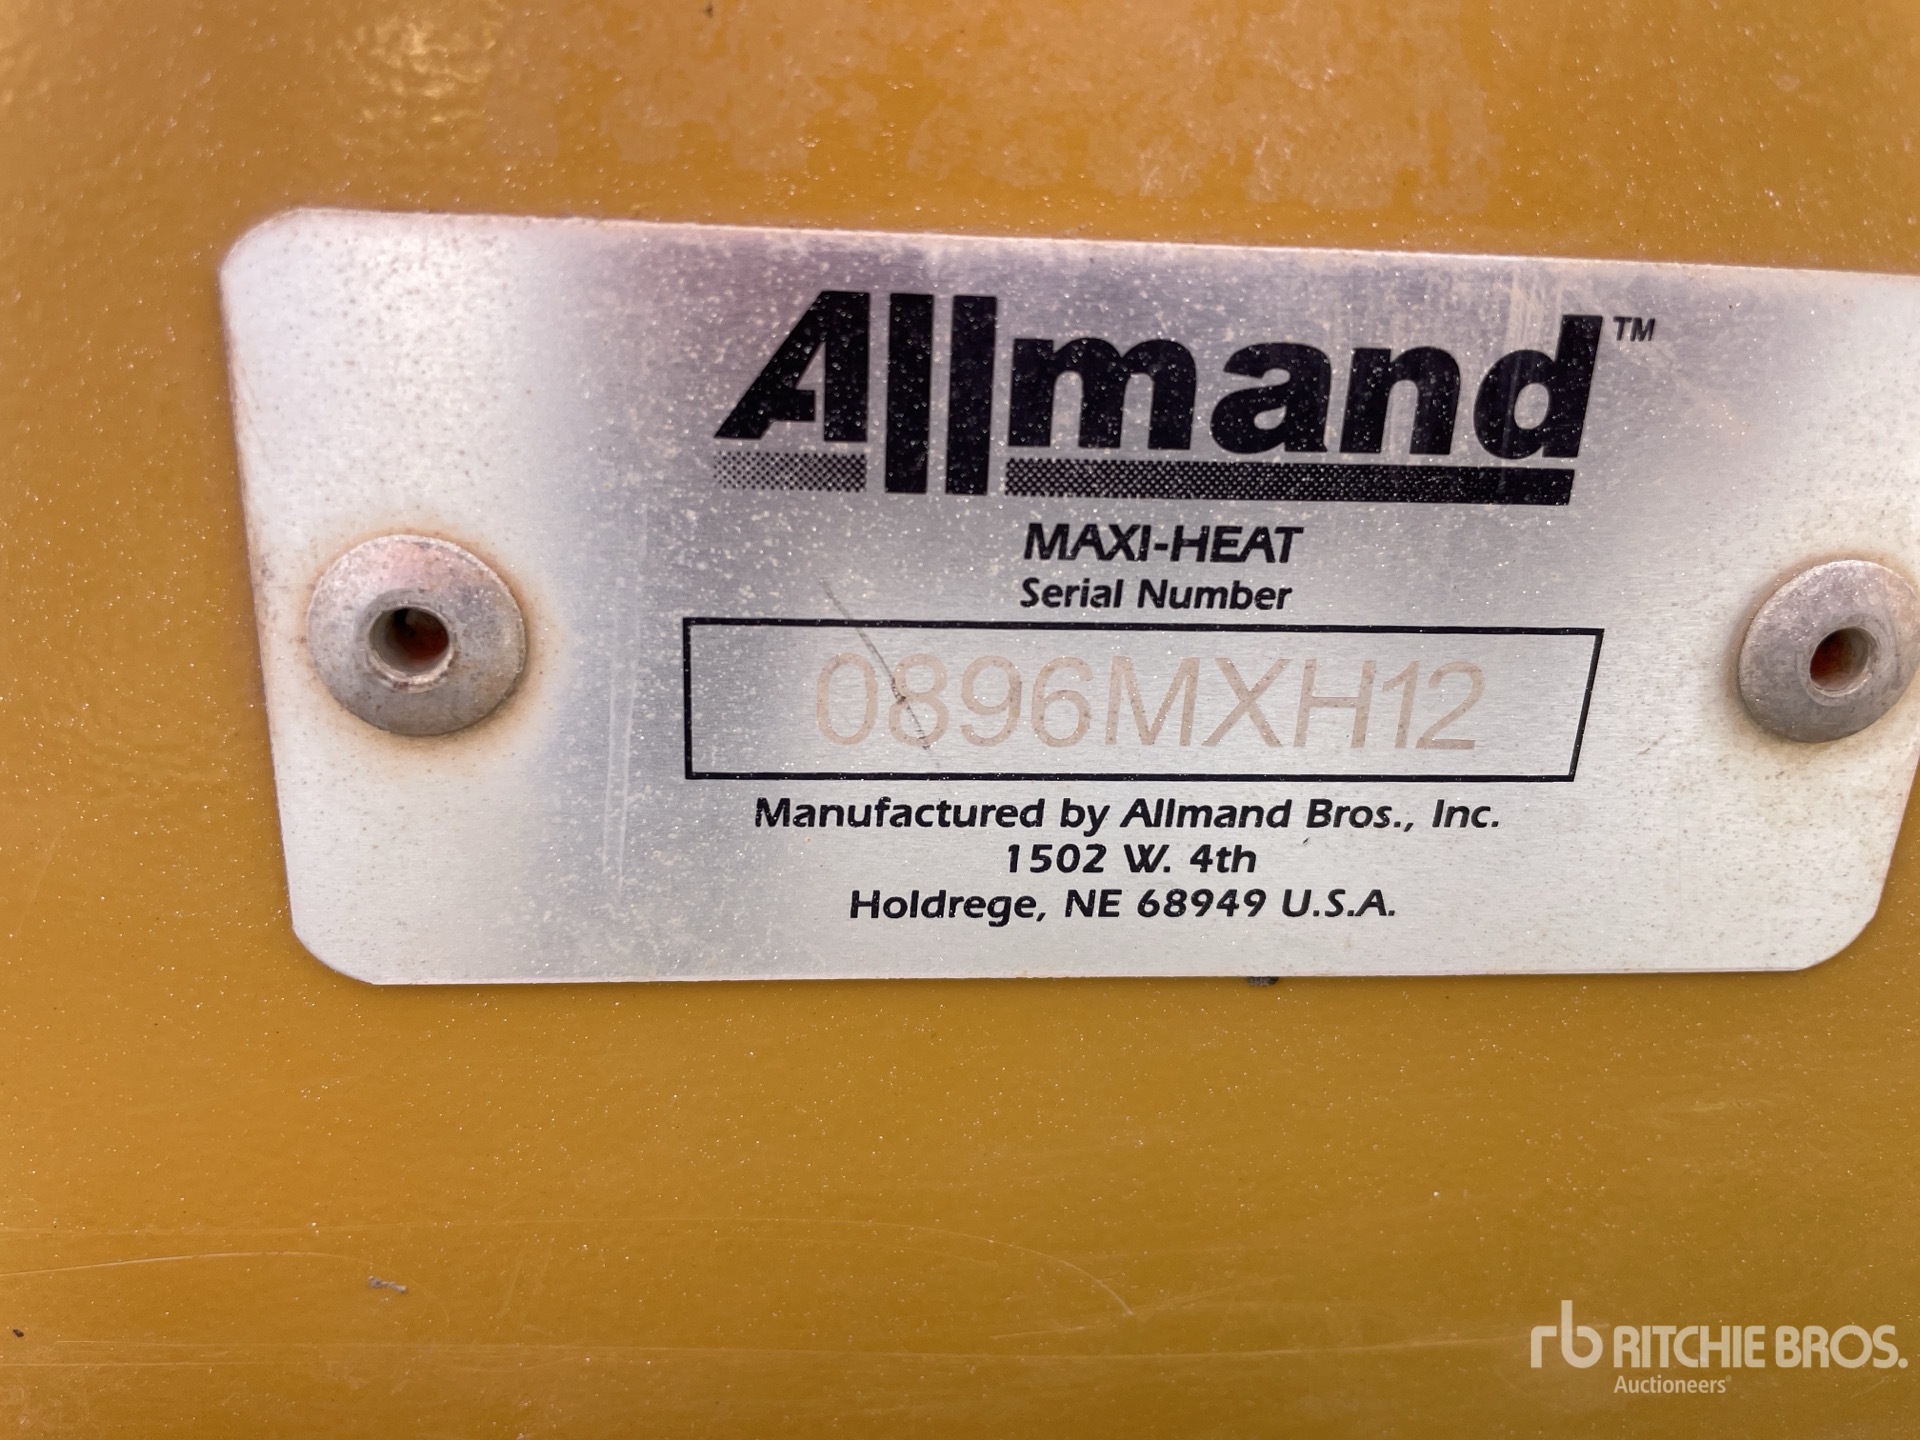 Allmand™
MAXI-HEAT
Serial Number
0896MXH12
Manufactured by Allmand Bros., Inc.
1502 W. 4th
Holdrege, NE 68949 U.S.A.
rb RITCHIE BROS.
Auctioneers